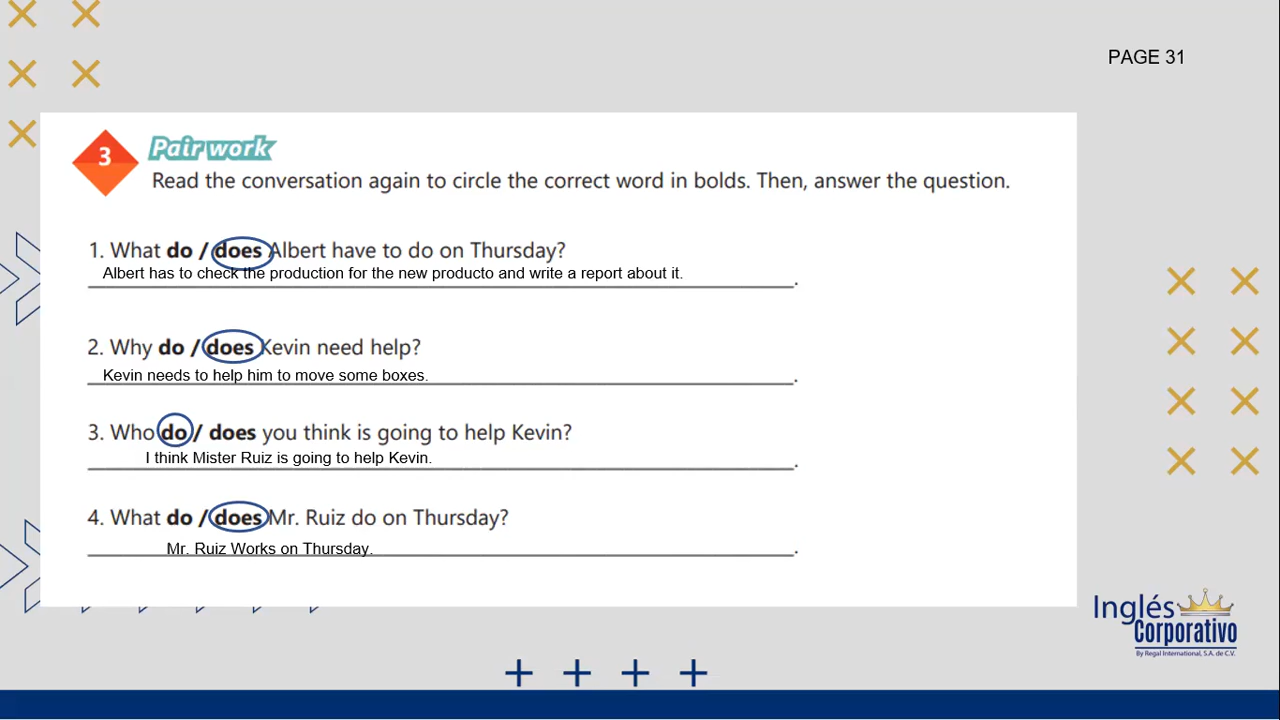 PAGE 31
3
Pair work
Read the conversation again to circle the correct word in bolds. Then, answer the question.
1. What do / does Albert have to do on Thursday?
Albert has to check the production for the new producto and write a report about it.
2. Why do / does Kevin need help?
Kevin needs to help him to move some boxes.
3. Who do / does you think is going to help Kevin?
I think Mister Ruiz is going to help Kevin.
4. What do / does Mr. Ruiz do on Thursday?
Mr. Ruiz Works on Thursday.
Inglés
Corporativo
By Regal International, S.A. de C.V.